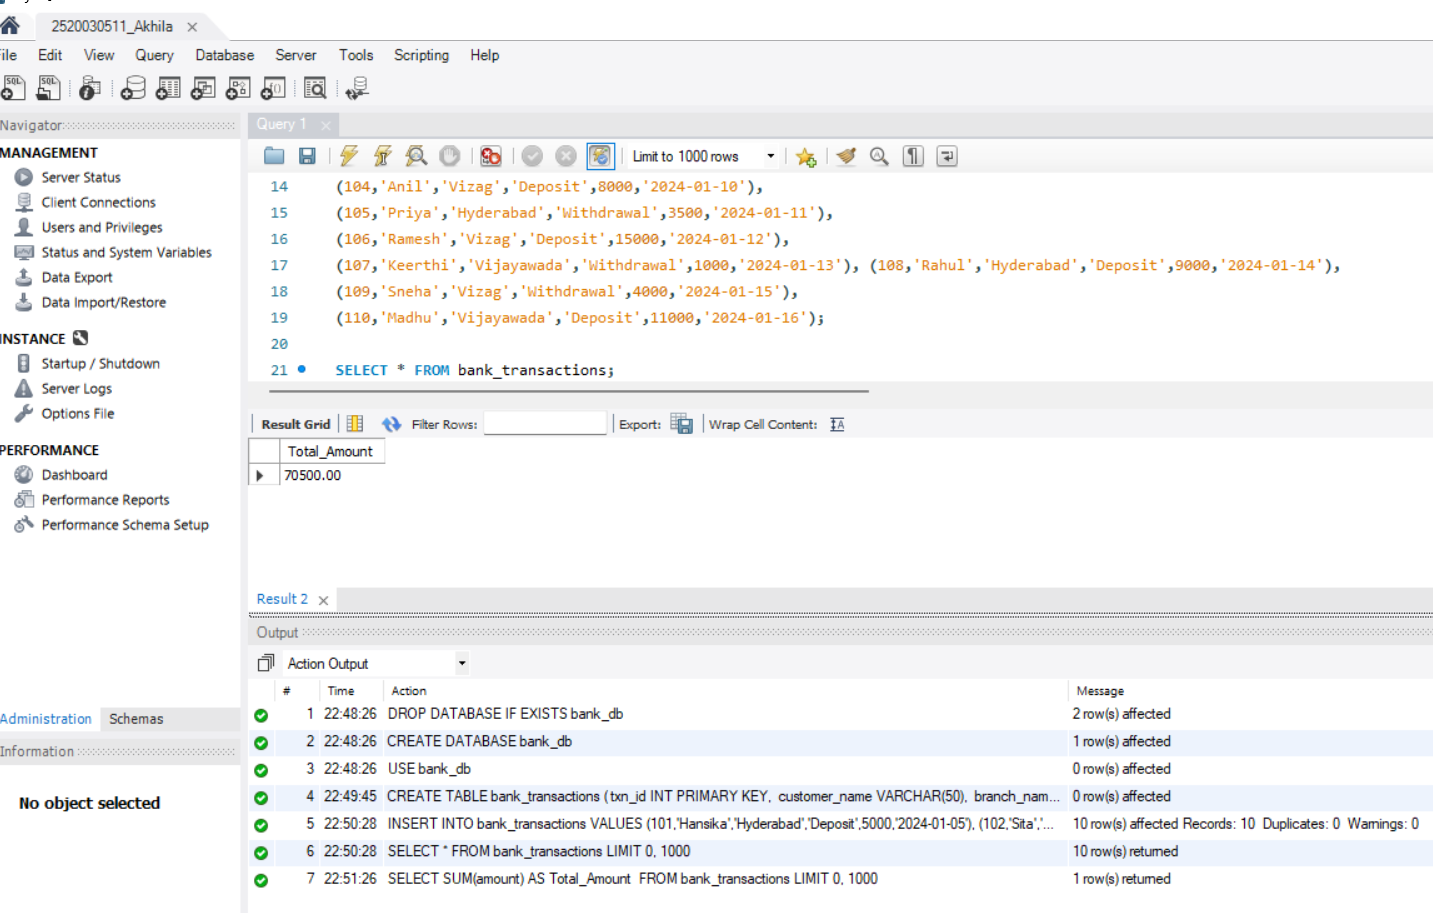 2520030511_Akhila
File Edit View Query Database Server Tools Scripting Help
Navigator
MANAGEMENT
Server Status
Client Connections
Users and Privileges
Status and System Variables
Data Export
Data Import/Restore
INSTANCE
Startup / Shutdown
Server Logs
Options File
PERFORMANCE
Dashboard
Performance Reports
Performance Schema Setup
Administration Schemas
Information
No object selected
Query 1
Limit to 1000 rows
14 (104,'Anil','Vizag','Deposit',8000,'2024-01-10'),
15 (105,'Priya','Hyderabad','Withdrawal',3500,'2024-01-11'),
16 (106,'Ramesh','Vizag','Deposit',15000,'2024-01-12'),
17 (107,'Keerthi','Vijayawada','Withdrawal',1000,'2024-01-13'), (108,'Rahul','Hyderabad','Deposit',9000,'2024-01-14'),
18 (109,'Sneha','Vizag','Withdrawal',4000,'2024-01-15'),
19 (110,'Madhu','Vijayawada','Deposit',11000,'2024-01-16');
20
21 SELECT * FROM bank_transactions;
Result Grid Filter Rows: Export: Wrap Cell Content:
Total_Amount
70500.00
Result 2
Output
Action Output
# Time Action Message
1 22:48:26 DROP DATABASE IF EXISTS bank_db 2 row(s) affected
2 22:48:26 CREATE DATABASE bank_db 1 row(s) affected
3 22:48:26 USE bank_db 0 row(s) affected
4 22:49:45 CREATE TABLE bank_transactions ( txn_id INT PRIMARY KEY, customer_name VARCHAR(50), branch_nam... 0 row(s) affected
5 22:50:28 INSERT INTO bank_transactions VALUES (101,'Hansika','Hyderabad','Deposit',5000,'2024-01-05'), (102,'Sita','... 10 row(s) affected Records: 10 Duplicates: 0 Warnings: 0
6 22:50:28 SELECT * FROM bank_transactions LIMIT 0, 1000 10 row(s) returned
7 22:51:26 SELECT SUM(amount) AS Total_Amount FROM bank_transactions LIMIT 0, 1000 1 row(s) returned